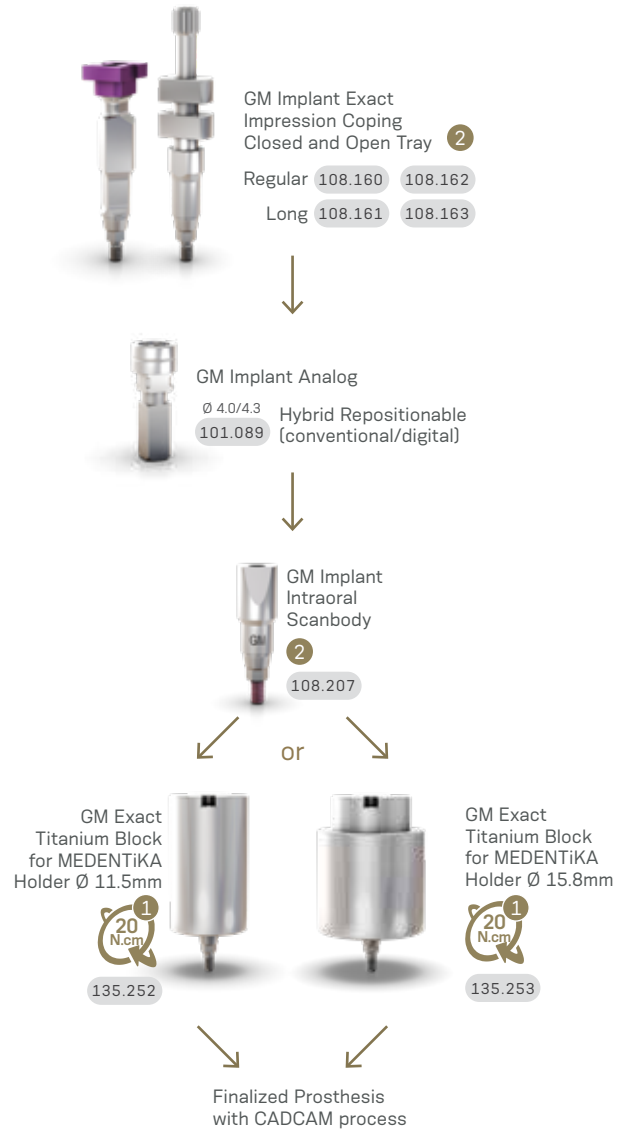 GM Implant Exact
Impression Coping
Closed and Open Tray 2
Regular 108.160 108.162
Long 108.161 108.163
GM Implant Analog
Ø 4.0/4.3
101.089
Hybrid Repositionable
(conventional/digital)
GM Implant
Intraoral
Scanbody
2
108.207
GM
or
GM Exact
Titanium Block
for MEDENTiKA
Holder Ø 11.5mm
1
20
N.cm
135.252
GM Exact
Titanium Block
for MEDENTiKA
Holder Ø 15.8mm
1
20
N.cm
135.253
Finalized Prosthesis
with CADCAM process